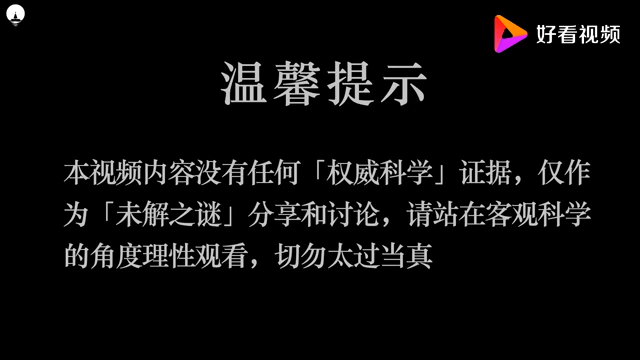 好看视频
温馨提示
本视频内容没有任何「权威科学」证据，仅作
为「未解之谜」分享和讨论，请站在客观科学
的角度理性观看，切勿太过当真